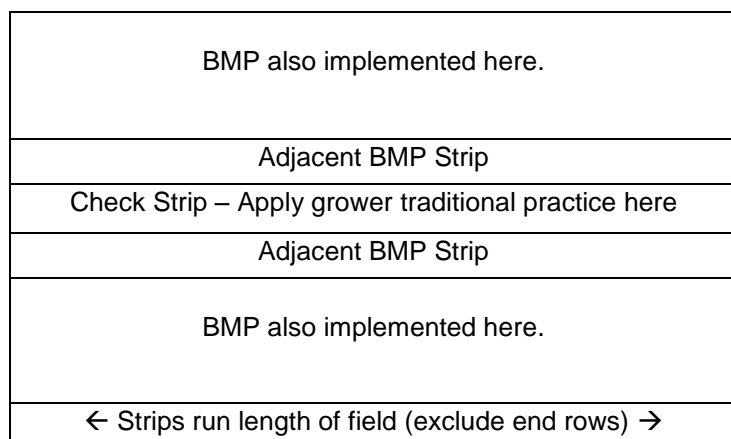 BMP also implemented here.
Adjacent BMP Strip
Check Strip – Apply grower traditional practice here
Adjacent BMP Strip
BMP also implemented here.
← Strips run length of field (exclude end rows) →